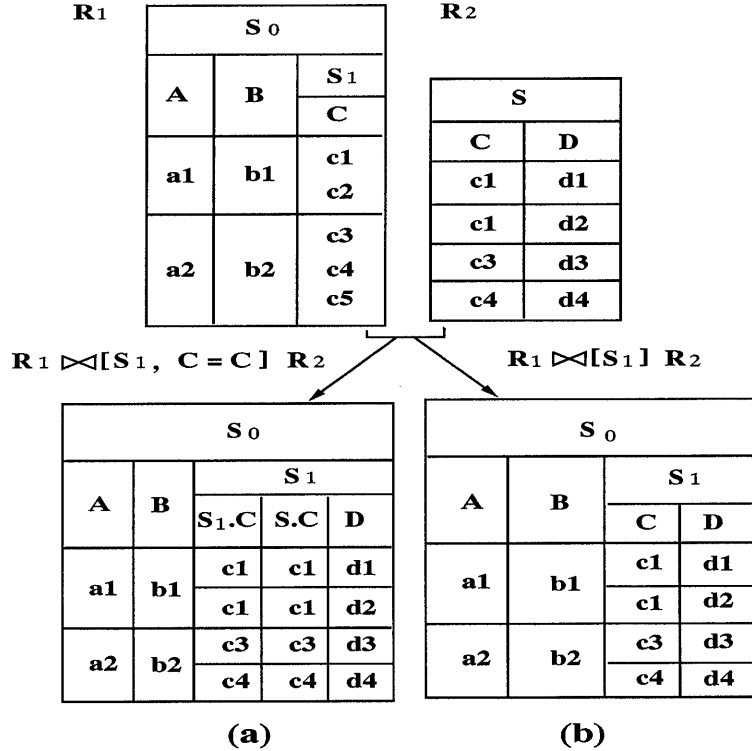 R1 R2
S0
A B S1
C
a1 b1 c1
c2
a2 b2 c3
c4
c5
S
C D
c1 d1
c1 d2
c3 d3
c4 d4
R1 ⋈[S1, C=C] R2
R1 ⋈[S1] R2
S0
A B S1
S1.C S.C D
a1 b1 c1 c1 d1
c1 c1 d2
a2 b2 c3 c3 d3
c4 c4 d4
(a)
S0
A B S1
C D
a1 b1 c1 d1
c1 d2
a2 b2 c3 d3
c4 d4
(b)